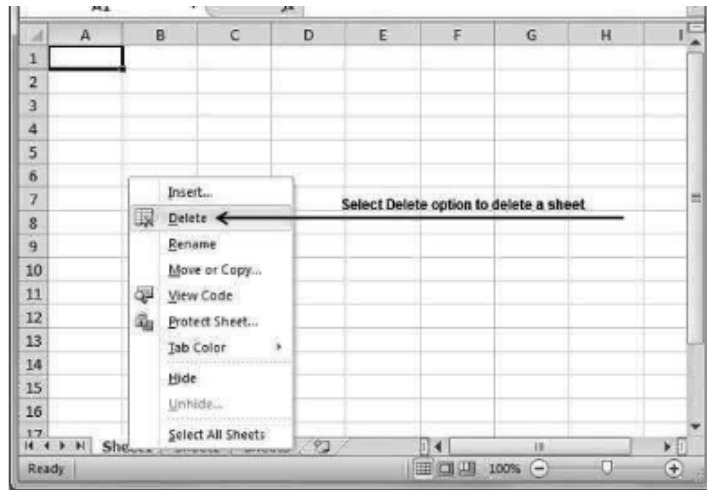 A B C D E F G H I
1
2
3
4
5
6
7
8
9
10
11
12
13
14
15
16
17
Insert...
Delete
Rename
Move or Copy...
View Code
Protect Sheet...
Tab Color
Hide
Unhide...
Select All Sheets
Select Delete option to delete a sheet
Ready
100%